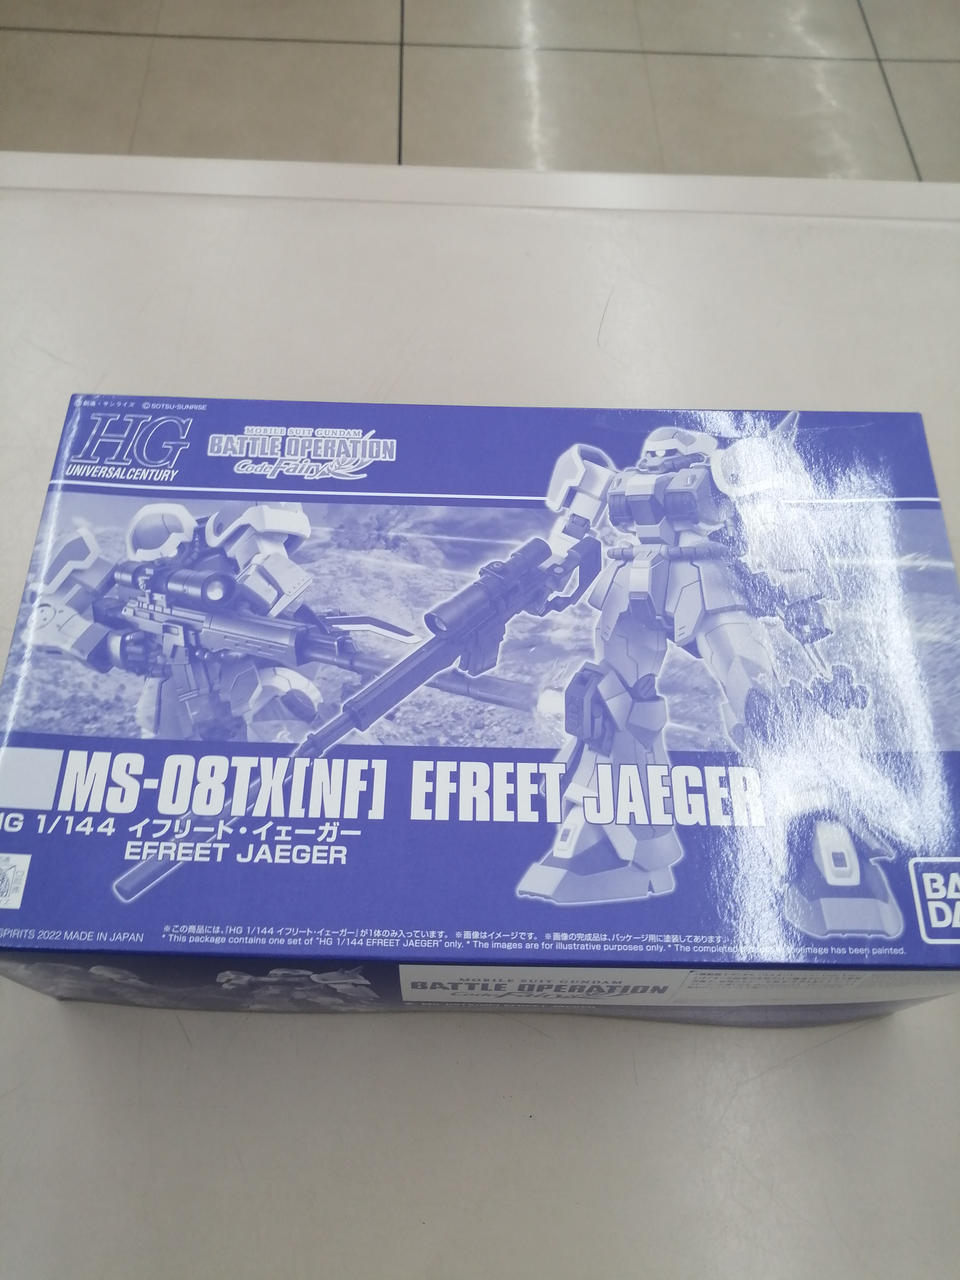 ©創通・サンライズ ©SOTSU・SUNRISE
HG
UNIVERSAL CENTURY
MOBILE SUIT GUNDAM
BATTLE OPERATION
Code Fairy
MS-08TX[NF] EFREET JAEGER
HG 1/144 イフリート・イェーガー
EFREET JAEGER
SPIRITS 2022 MADE IN JAPAN
※この商品には、「HG 1/144 イフリート・イェーガー」が1体のみ入っています。 ※画像はイメージです。 ※画像の完成品は、パッケージ用に塗装してあります。
* This package contains one set of "HG 1/144 EFREET JAEGER" only. * The images are for illustrative purposes only. * The completed image has been painted.
BA
DA
MOBILE SUIT GUNDAM
BATTLE OPERATION
Code Fairy